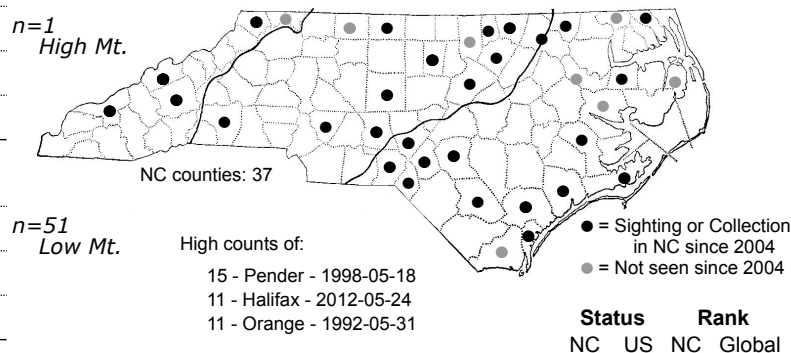 n=1
High Mt.
NC counties: 37
n=51
Low Mt.
High counts of:
15 - Pender - 1998-05-18
11 - Halifax - 2012-05-24
11 - Orange - 1992-05-31
= Sighting or Collection
in NC since 2004
= Not seen since 2004
Status Rank
NC US NC Global